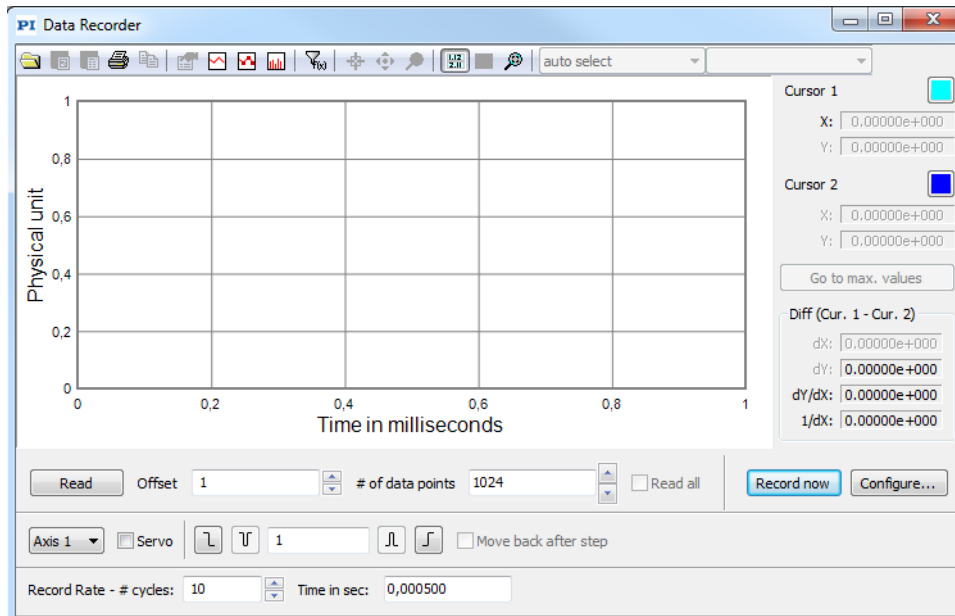 PI Data Recorder
f(x) 1.1/2 2.11 auto select
Cursor 1
X: 0.00000e+000
Y: 0.00000e+000
Cursor 2
X: 0.00000e+000
Y: 0.00000e+000
Go to max. values
Diff (Cur. 1 - Cur. 2)
dX: 0.00000e+000
dY: 0.00000e+000
dY/dX: 0.00000e+000
1/dX: 0.00000e+000
Physical unit
1
0,8
0,6
0,4
0,2
0
0 0,2 0,4 0,6 0,8 1
Time in milliseconds
Read Offset 1 # of data points 1024 Read all Record now Configure...
Axis 1 Servo 1 Move back after step
Record Rate - # cycles: 10 Time in sec: 0,000500